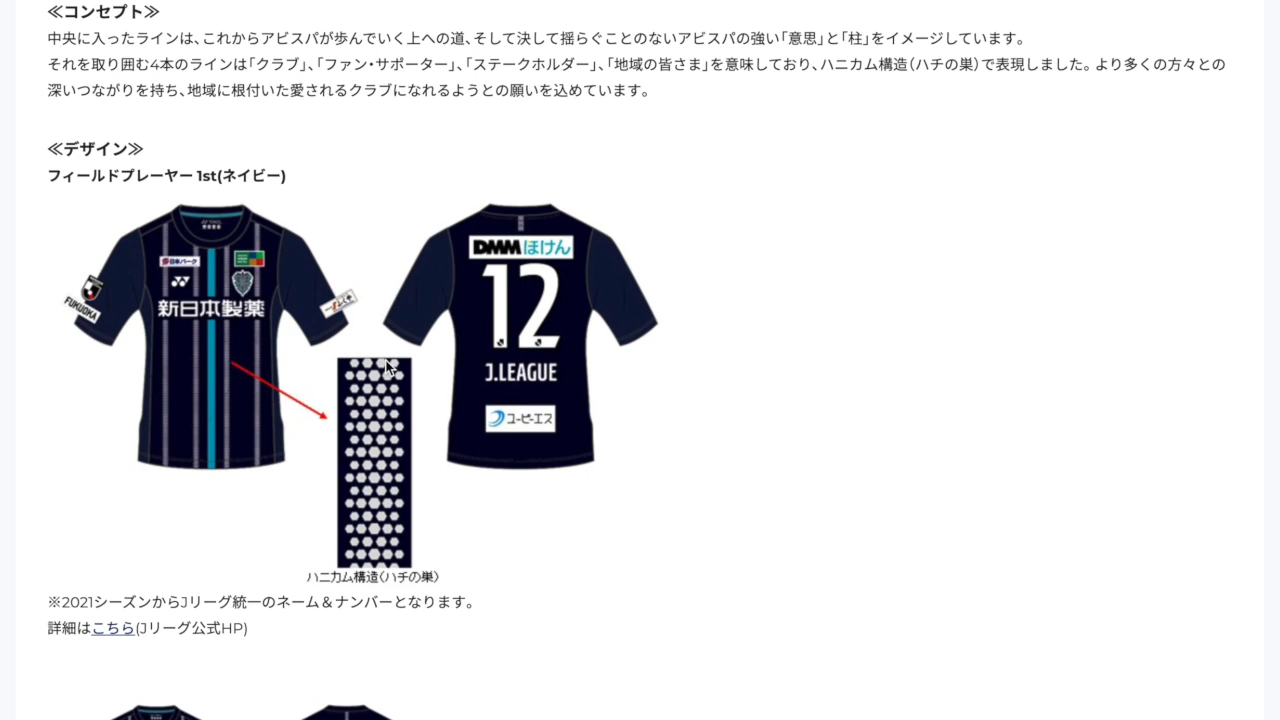 ≪コンセプト≫
中央に入ったラインは、これからアビスパが歩んでいく上への道、そして決して揺らぐことのないアビスパの強い「意思」と「柱」をイメージしています。
それを取り囲む4本のラインは「クラブ」、「ファン・サポーター」、「ステークホルダー」、「地域の皆さま」を意味しており、ハニカム構造（ハチの巣）で表現しました。より多くの方々との
深いつながりを持ち、地域に根付いた愛されるクラブになれるようとの願いを込めています。
≪デザイン≫
フィールドプレーヤー 1st(ネイビー)
日本パーク
FUKUOKA
ふくや
新日本製薬
DMMほけん
12
J.LEAGUE
ユーピーエス
ハニカム構造（ハチの巣）
※2021シーズンからJリーグ統一のネーム＆ナンバーとなります。
詳細はこちら(Jリーグ公式HP)